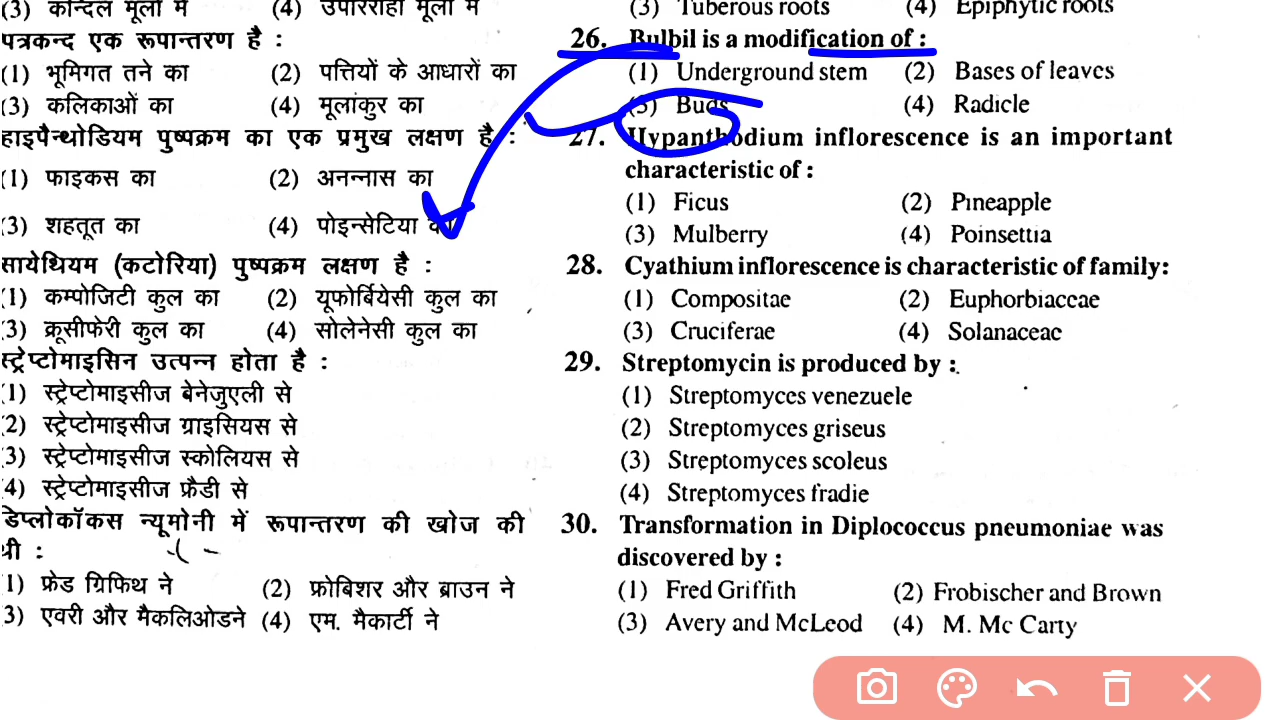 (3) कन्दिल मूलों में (4) उपरिरोही मूलों में
पत्रकन्द एक रूपान्तरण है :
(1) भूमिगत तने का (2) पत्तियों के आधारों का
(3) कलिकाओं का (4) मूलांकुर का
हाइपैन्थोडियम पुष्पक्रम का एक प्रमुख लक्षण है :
(1) फाइकस का (2) अनन्नास का
(3) शहतूत का (4) पोइन्सेटिया का
सायेथियम (कटोरिया) पुष्पक्रम लक्षण है :
(1) कम्पोजिटी कुल का (2) यूफोर्बियेसी कुल का
(3) क्रूसीफेरी कुल का (4) सोलेनेसी कुल का
स्ट्रेप्टोमाइसिन उत्पन्न होता है :
(1) स्ट्रेप्टोमाइसीज बेनेजुएली से
(2) स्ट्रेप्टोमाइसीज ग्राइसियस से
(3) स्ट्रेप्टोमाइसीज स्कोलियस से
(4) स्ट्रेप्टोमाइसीज फ्रैडी से
डिप्लोकॉकस न्यूमोनी में रूपान्तरण की खोज की
थी :
(1) फ्रेड ग्रिफिथ ने (2) फ्रोबिशर और ब्राउन ने
(3) एवरी और मैकलिओडने (4) एम. मैकार्टी ने
(3) Tuberous roots (4) Epiphytic roots
26. Bulbil is a modification of :
(1) Underground stem (2) Bases of leaves
(3) Buds (4) Radicle
27. Hypanthodium inflorescence is an important
characteristic of :
(1) Ficus (2) Pineapple
(3) Mulberry (4) Poinsettia
28. Cyathium inflorescence is characteristic of family:
(1) Compositae (2) Euphorbiaceae
(3) Cruciferae (4) Solanaceae
29. Streptomycin is produced by :
(1) Streptomyces venezuele
(2) Streptomyces griseus
(3) Streptomyces scoleus
(4) Streptomyces fradie
30. Transformation in Diplococcus pneumoniae was
discovered by :
(1) Fred Griffith (2) Frobischer and Brown
(3) Avery and McLeod (4) M. Mc Carty